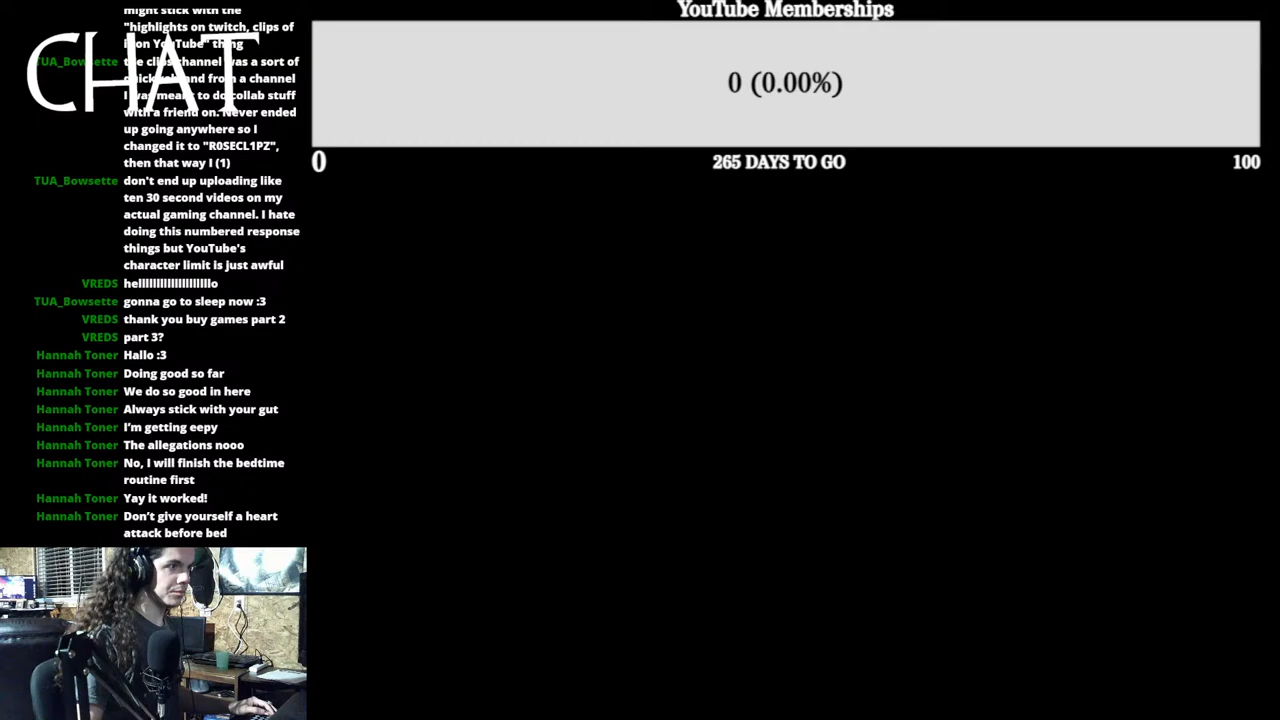 might stick with the
"highlights on twitch, clips of
it on YouTube" thing
CHAT
TUA_Bowsette the clips channel was a sort of
quick rebrand from a channel
I was meant to do collab stuff
with a friend on. Never ended
up going anywhere so I
changed it to "R0SECL1PZ",
then that way I (1)
TUA_Bowsette don't end up uploading like
ten 30 second videos on my
actual gaming channel. I hate
doing this numbered response
things but YouTube's
character limit is just awful
VREDS helllllllllllllllllllo
TUA_Bowsette gonna go to sleep now :3
VREDS thank you buy games part 2
VREDS part 3?
Hannah Toner Hallo :3
Hannah Toner Doing good so far
Hannah Toner We do so good in here
Hannah Toner Always stick with your gut
Hannah Toner I'm getting eepy
Hannah Toner The allegations nooo
Hannah Toner No, I will finish the bedtime
routine first
Hannah Toner Yay it worked!
Hannah Toner Don't give yourself a heart
attack before bed
YouTube Memberships
0 (0.00%)
0 265 DAYS TO GO 100